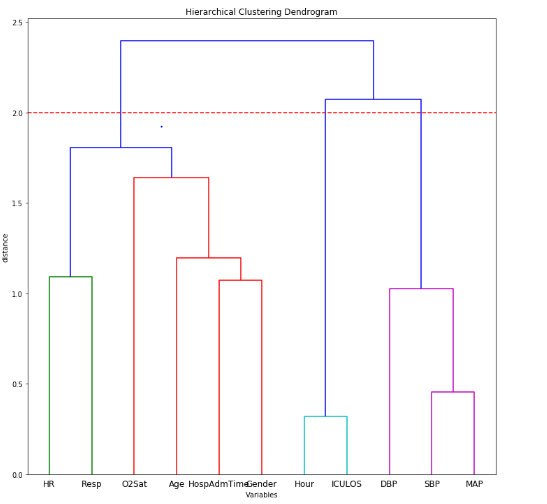 Hierarchical Clustering Dendrogram
2.5
2.0
1.5
1.0
0.5
0.0
distance
HR Resp O2Sat Age HospAdmTime Gender Hour ICULOS DBP SBP MAP
Variables